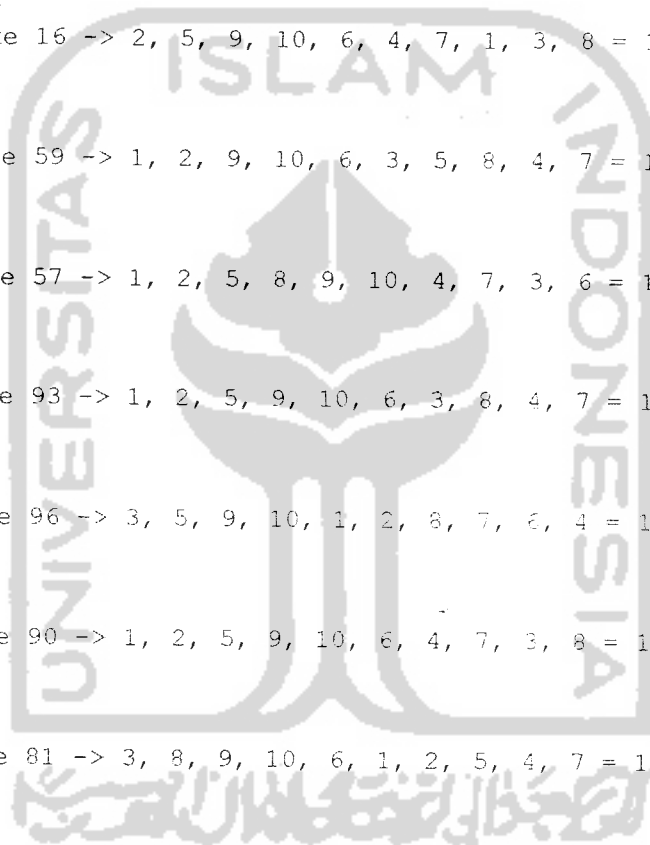 ke 16 -> 2, 5, 9, 10, 6, 4, 7, 1, 3, 8 = 1
ISLAM
e 59 -> 1, 2, 9, 10, 6, 3, 5, 8, 4, 7 = 1
e 57 -> 1, 2, 5, 8, 9, 10, 4, 7, 3, 6 = 1
UNIVERSITAS
INDONESIA
e 93 -> 1, 2, 5, 9, 10, 6, 3, 8, 4, 7 = 1
e 96 -> 3, 5, 9, 10, 1, 2, 8, 7, 6, 4 = 1
e 90 -> 1, 2, 5, 9, 10, 6, 4, 7, 3, 8 = 1
e 81 -> 3, 8, 9, 10, 6, 1, 2, 5, 4, 7 = 1